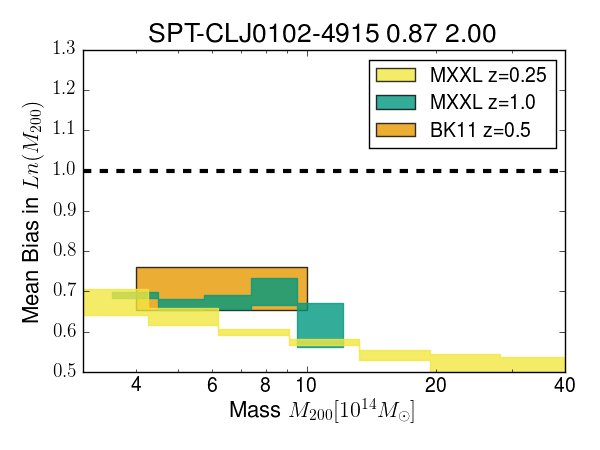 SPT-CLJ0102-4915 0.87 2.00
1.3
1.2
1.1
1.0
0.9
0.8
0.7
0.6
0.5
Mean Bias in Ln(M₂₀₀)
MXXL z=0.25
MXXL z=1.0
BK11 z=0.5
4 6 8 10 20 40
Mass M₂₀₀[10¹⁴M⊙]